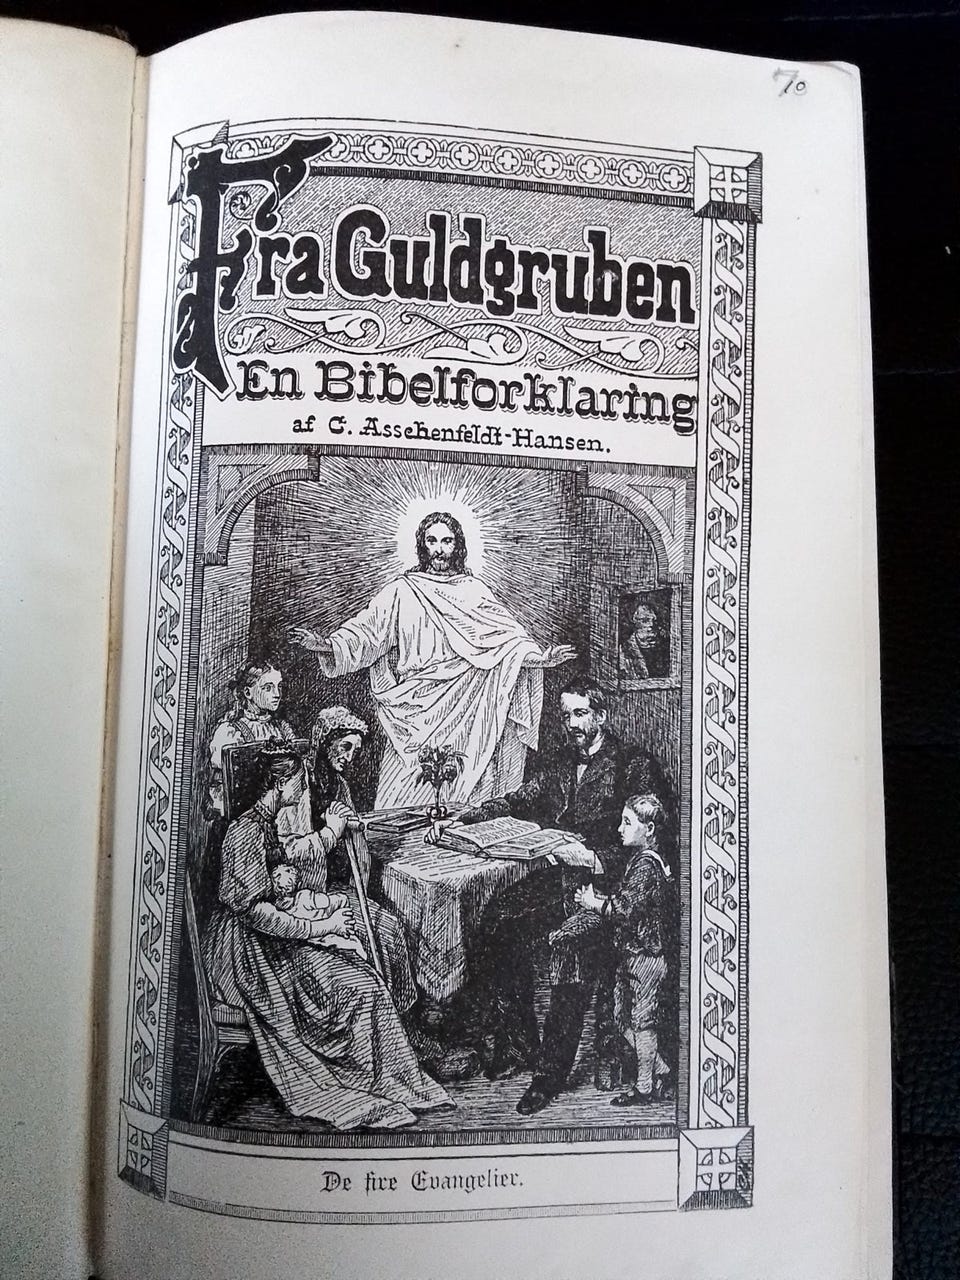 70
Fra Guldgruben
En Bibelforklaring
af C. Asschenfeldt-Hansen.
De fire Evangelier.